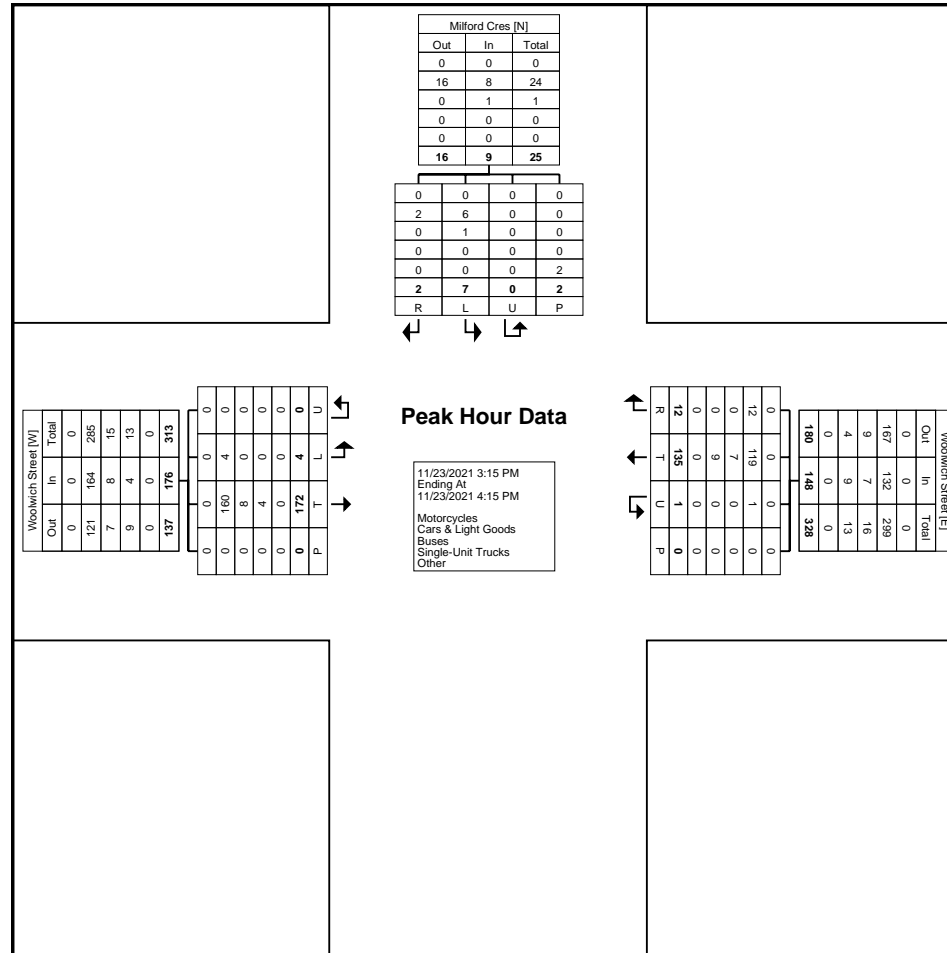 Milford Cres [N]
Out In Total
0 0 0
16 8 24
0 1 1
0 0 0
0 0 0
16 9 25
0 0 0 0
2 6 0 0
0 1 0 0
0 0 0 0
0 0 0 2
2 7 0 2
R L U P
Woolwich Street [W]
Out In Total
0 0 0
121 164 285
7 8 15
9 4 13
0 0 0
137 176 313
0 0 0 0
0 160 4 0
0 8 0 0
0 4 0 0
0 0 0 0
0 172 4 0
P T L U
Peak Hour Data
11/23/2021 3:15 PM
Ending At
11/23/2021 4:15 PM
Motorcycles
Cars & Light Goods
Buses
Single-Unit Trucks
Other
Woolwich Street [E]
Out In Total
0 0 0
167 132 299
9 7 16
4 9 13
0 0 0
180 148 328
0 0 0 0
12 119 1 0
0 7 0 0
0 9 0 0
0 0 0 0
12 135 1 0
R T U P